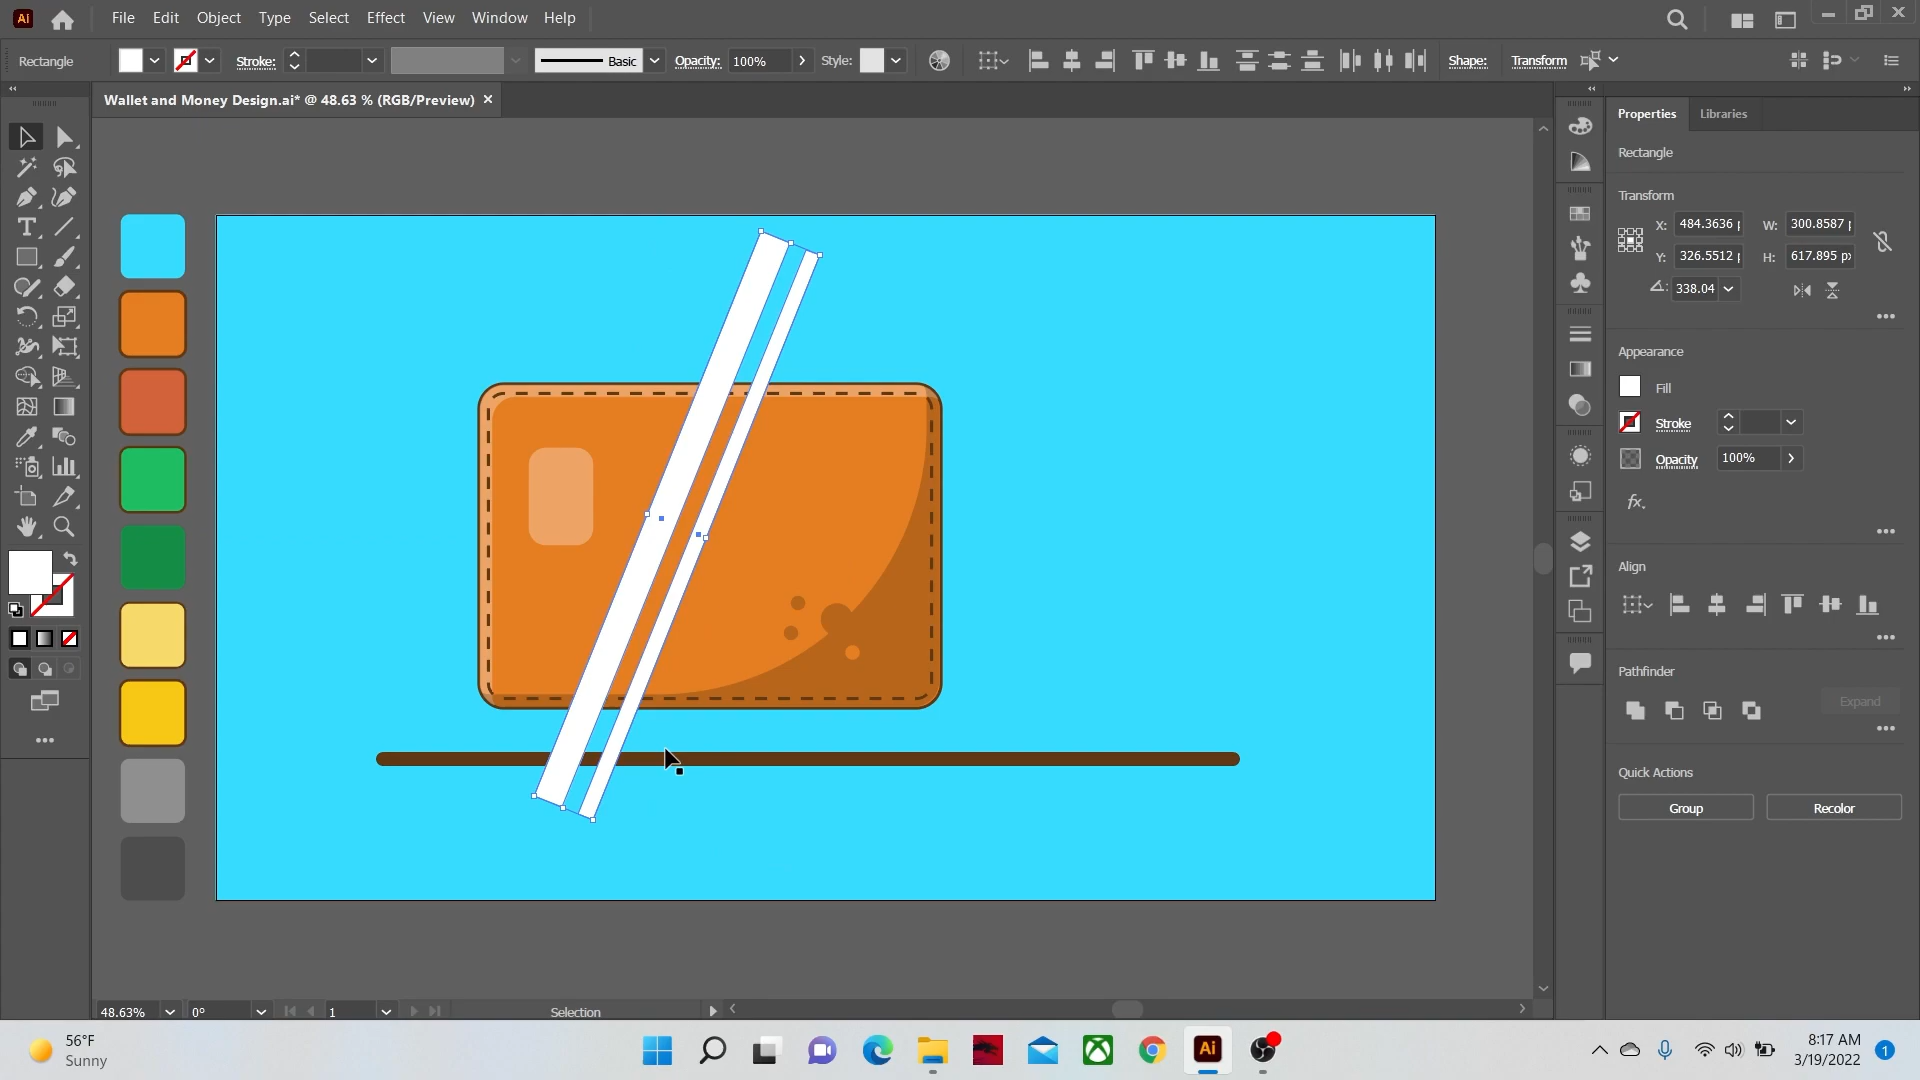 Ai File Edit Object Type Select Effect View Window Help
Rectangle Stroke: Basic Opacity: 100% Style: Shape: Transform
Wallet and Money Design.ai* @ 48.63 % (RGB/Preview) ×
Properties Libraries
Rectangle
Transform
X: 484.3636 W: 300.8587
Y: 326.5512 H: 617.895 px
338.04
Appearance
Fill
Stroke
Opacity 100%
fx.
Align
Pathfinder
Expand
Quick Actions
Group Recolor
48.63% 0° 1 Selection
56°F
Sunny
Ai
8:17 AM
3/19/2022
1